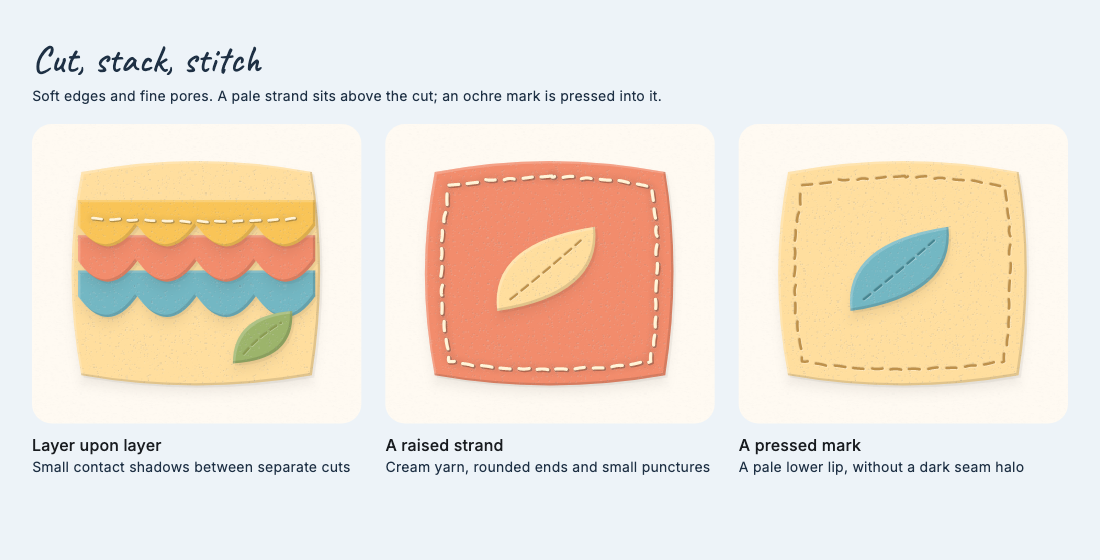 Cut, stack, stitch
Soft edges and fine pores. A pale strand sits above the cut; an ochre mark is pressed into it.
Layer upon layer
Small contact shadows between separate cuts
A raised strand
Cream yarn, rounded ends and small punctures
A pressed mark
A pale lower lip, without a dark seam halo